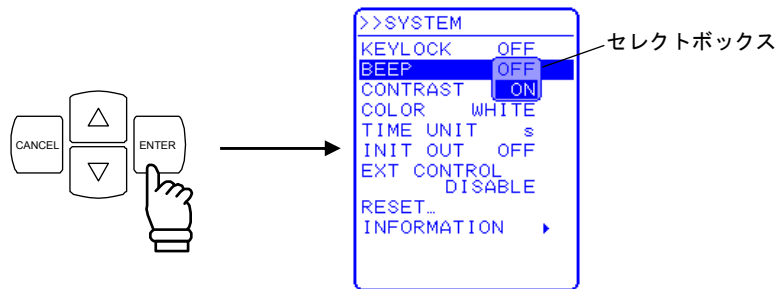 CANCEL
ENTER
>>SYSTEM
KEYLOCK OFF
BEEP OFF
CONTRAST ON
COLOR WHITE
TIME UNIT s
INIT OUT OFF
EXT CONTROL
DISABLE
RESET…
INFORMATION
セレクトボックス